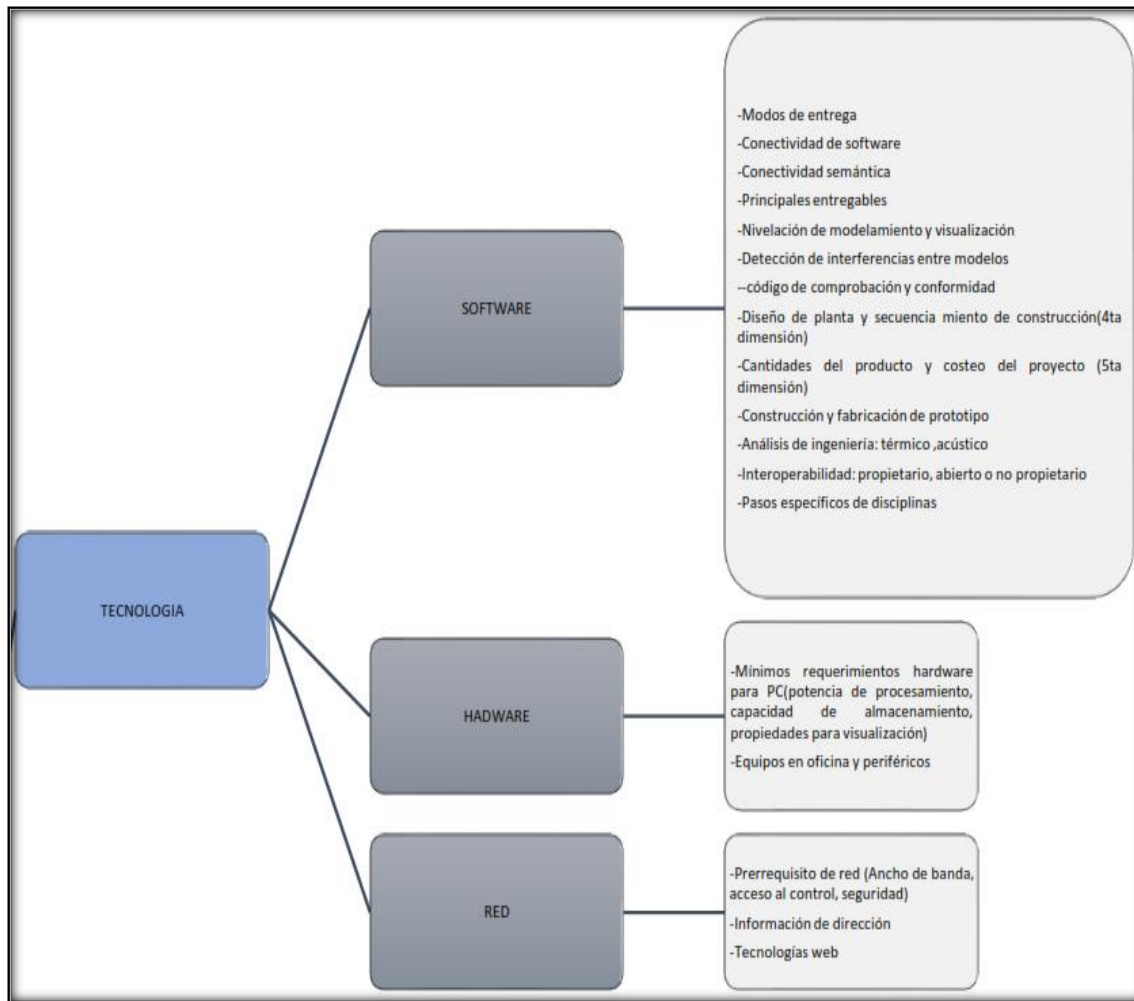 -Modos de entrega
-Conectividad de software
-Conectividad semántica
-Principales entregables
-Nivelación de modelamiento y visualización
-Detección de interferencias entre modelos
--código de comprobación y conformidad
-Diseño de planta y secuencia miento de construcción(4ta
dimensión)
-Cantidades del producto y costeo del proyecto (5ta
dimensión)
-Construcción y fabricación de prototipo
-Análisis de ingeniería: térmico ,acústico
-Interoperabilidad: propietario, abierto o no propietario
-Pasos específicos de disciplinas
SOFTWARE
TECNOLOGIA
-Mínimos requerimientos hardware
para PC(potencia de procesamiento,
capacidad de almacenamiento,
propiedades para visualización)
-Equipos en oficina y periféricos
HADWARE
-Prerrequisito de red (Ancho de banda,
acceso al control, seguridad)
-Información de dirección
-Tecnologías web
RED